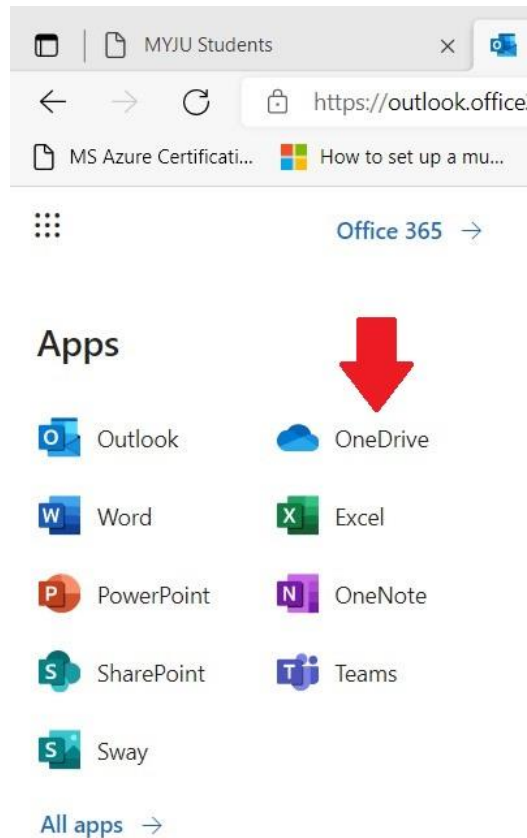 MYJU Students
https://outlook.office
MS Azure Certificati... How to set up a mu...
Office 365
Apps
Outlook OneDrive
Word Excel
PowerPoint OneNote
SharePoint Teams
Sway
All apps